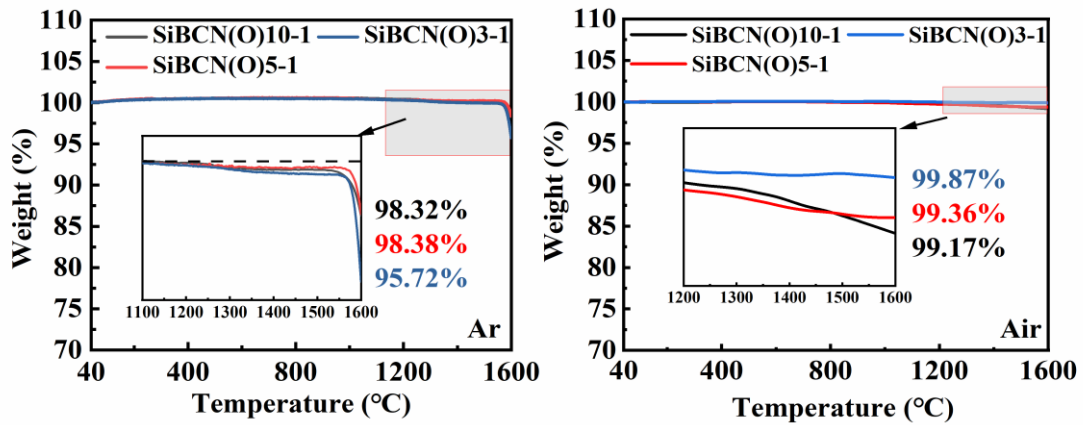 110
105
100
95
90
85
80
75
70
Weight (%)
SiBCN(O)10-1 SiBCN(O)3-1
SiBCN(O)5-1
98.32%
98.38%
95.72%
1100 1200 1300 1400 1500 1600
Ar
40 400 800 1200 1600
Temperature (°C)
110
105
100
95
90
85
80
75
70
Weight (%)
SiBCN(O)10-1 SiBCN(O)3-1
SiBCN(O)5-1
99.87%
99.36%
99.17%
1200 1300 1400 1500 1600
Air
40 400 800 1200 1600
Temperature (°C)